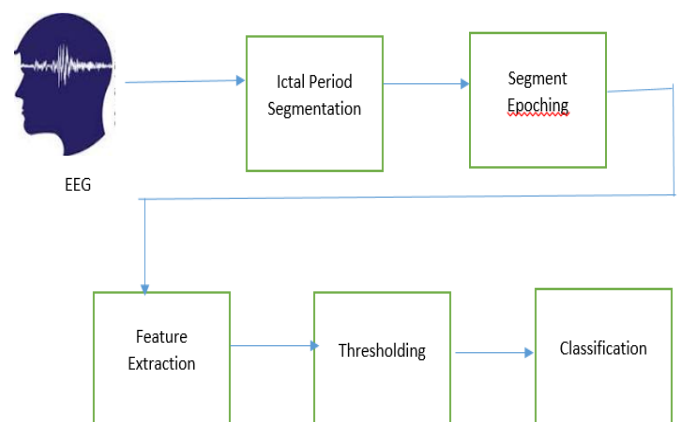 EEG
Ictal Period
Segmentation
Segment
Epoching
Feature
Extraction
Thresholding
Classification